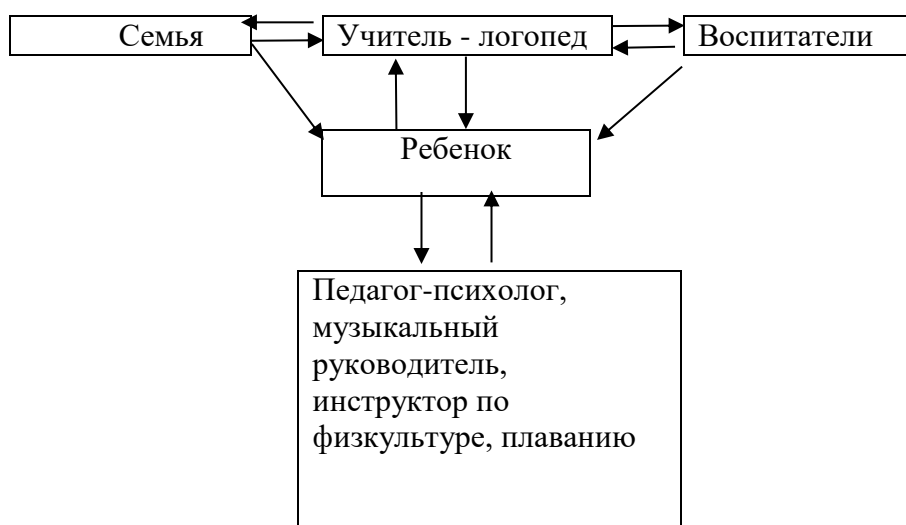 Семья
Учитель - логопед
Воспитатели
Ребенок
Педагог-психолог,
музыкальный
руководитель,
инструктор по
физкультуре, плаванию